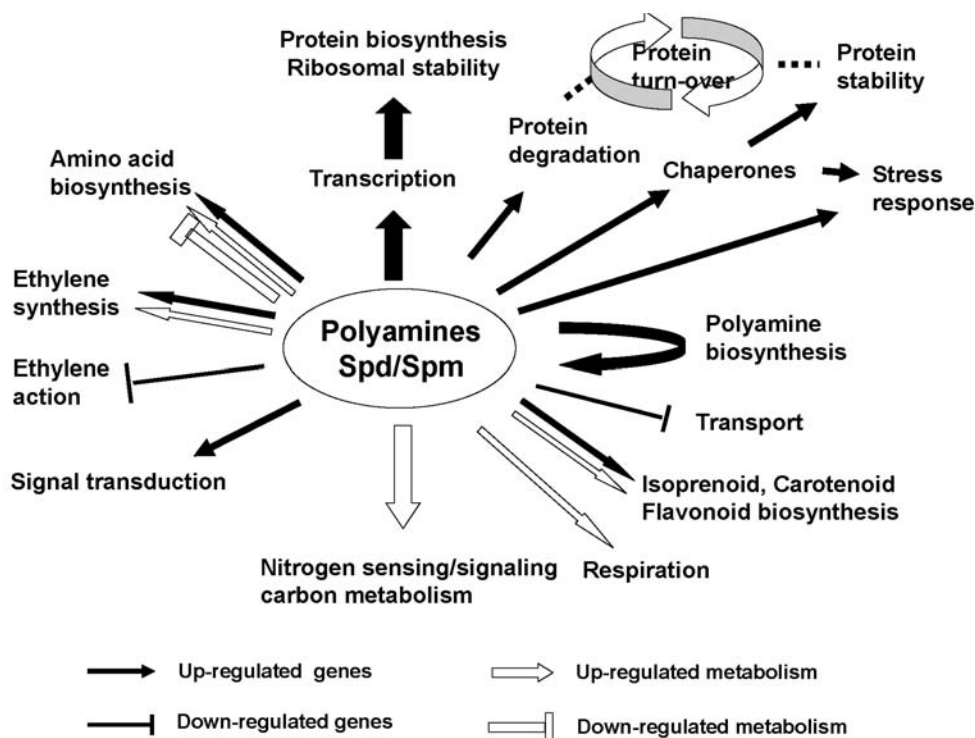 Protein biosynthesis
Ribosomal stability
Protein
turn-over
Protein
stability
Protein
degradation
Amino acid
biosynthesis
Transcription
Chaperones
Stress
response
Ethylene
synthesis
Polyamines
Spd/Spm
Polyamine
biosynthesis
Ethylene
action
Transport
Signal transduction
Isoprenoid, Carotenoid
Flavonoid biosynthesis
Nitrogen sensing/signaling
carbon metabolism
Respiration
Up-regulated genes
Up-regulated metabolism
Down-regulated genes
Down-regulated metabolism